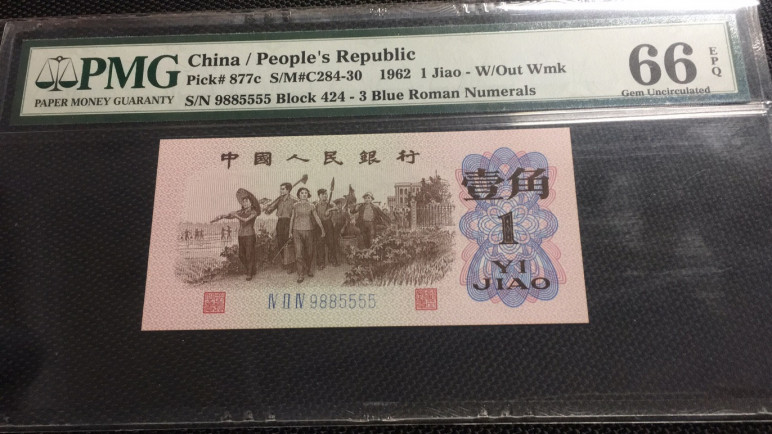 PMG
PAPER MONEY GUARANTY
China / People's Republic
Pick# 877c S/M#C284-30 1962 1 Jiao - W/Out Wmk
S/N 9885555 Block 424 - 3 Blue Roman Numerals
66 EPQ
Gem Uncirculated
中國人民銀行
壹角
1
YI
JIAO
Ⅳ Ⅱ Ⅳ 9885555